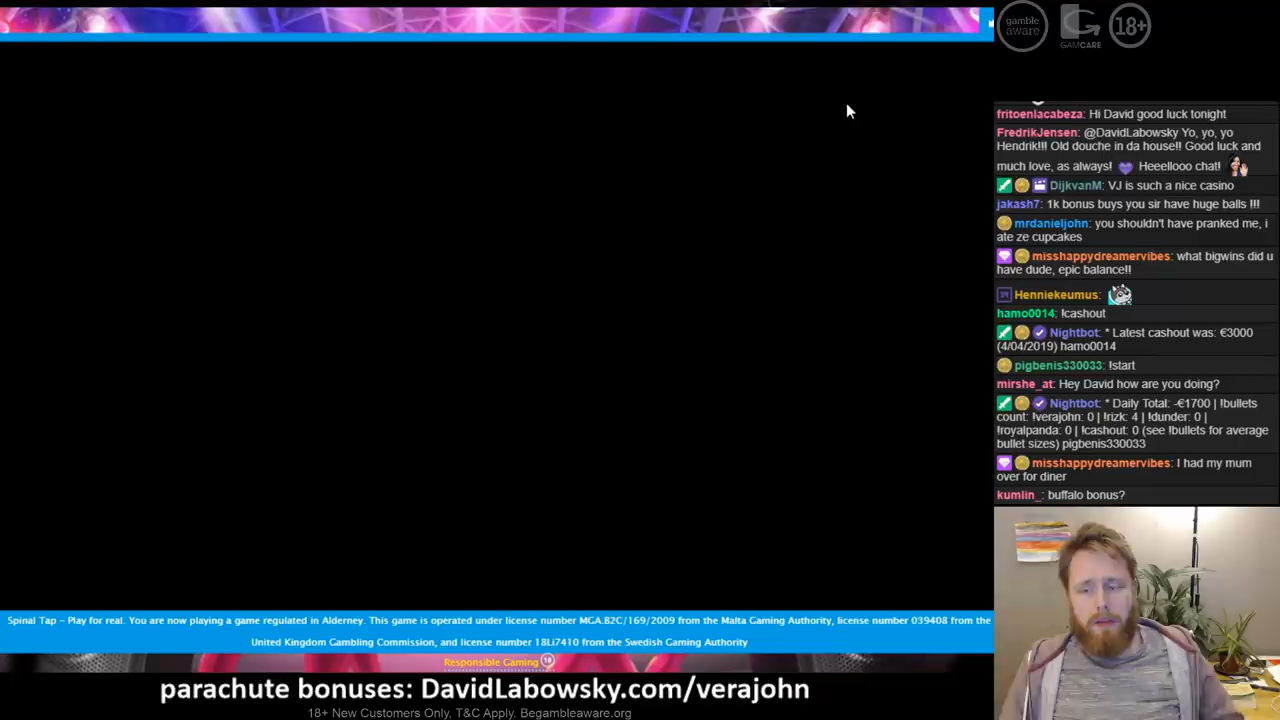 gamble
aware
GAMCARE
18+
fritoenlacabeza: Hi David good luck tonight
FredrikJensen: @DavidLabowsky Yo, yo, yo
Hendrik!!! Old douche in da house!! Good luck and
much love, as always! Heeellooo chat!
DijkvanM: VJ is such a nice casino
jakash7: 1k bonus buys you sir have huge balls !!!
mrdanieljohn: you shouldn't have pranked me, i
ate ze cupcakes
misshappydreamervibes: what bigwins did u
have dude, epic balance!!
Henniekeumus:
hamo0014: !cashout
Nightbot: * Latest cashout was: €3000
(4/04/2019) hamo0014
pigbenis330033: !start
mirshe_at: Hey David how are you doing?
Nightbot: * Daily Total: -€1700 | !bullets
count: !verajohn: 0 | !rizk: 4 | !dunder: 0 |
!royalpanda: 0 | !cashout: 0 (see !bullets for average
bullet sizes) pigbenis330033
misshappydreamervibes: I had my mum
over for diner
kumlin_: buffalo bonus?
Spinal Tap – Play for real. You are now playing a game regulated in Alderney. This game is operated under license number MGA.B2C/169/2009 from the Malta Gaming Authority, license number 039408 from the
United Kingdom Gambling Commission, and license number 18Li7410 from the Swedish Gaming Authority
Responsible Gaming 18
parachute bonuses: DavidLabowsky.com/verajohn
18+ New Customers Only, T&C Apply. Begambleaware.org